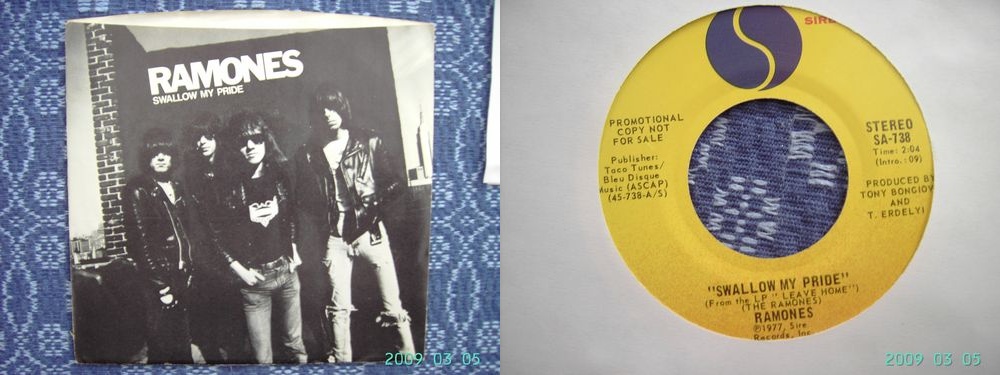 RAMONES
SWALLOW MY PRIDE
2009 03 05
SIRE
PROMOTIONAL
COPY NOT
FOR SALE
Publisher:
Taco Tunes/
Bleu Disque
Music (ASCAP)
(45-738-A/S)
STEREO
SA-738
Time: 2:04
(Intro.: 09)
PRODUCED BY
TONY BONGIOV
AND
T. ERDELYI
"SWALLOW MY PRIDE"
(From the LP "LEAVE HOME")
(THE RAMONES)
RAMONES
℗1977, Sire
Records, Inc.
2009 03 05